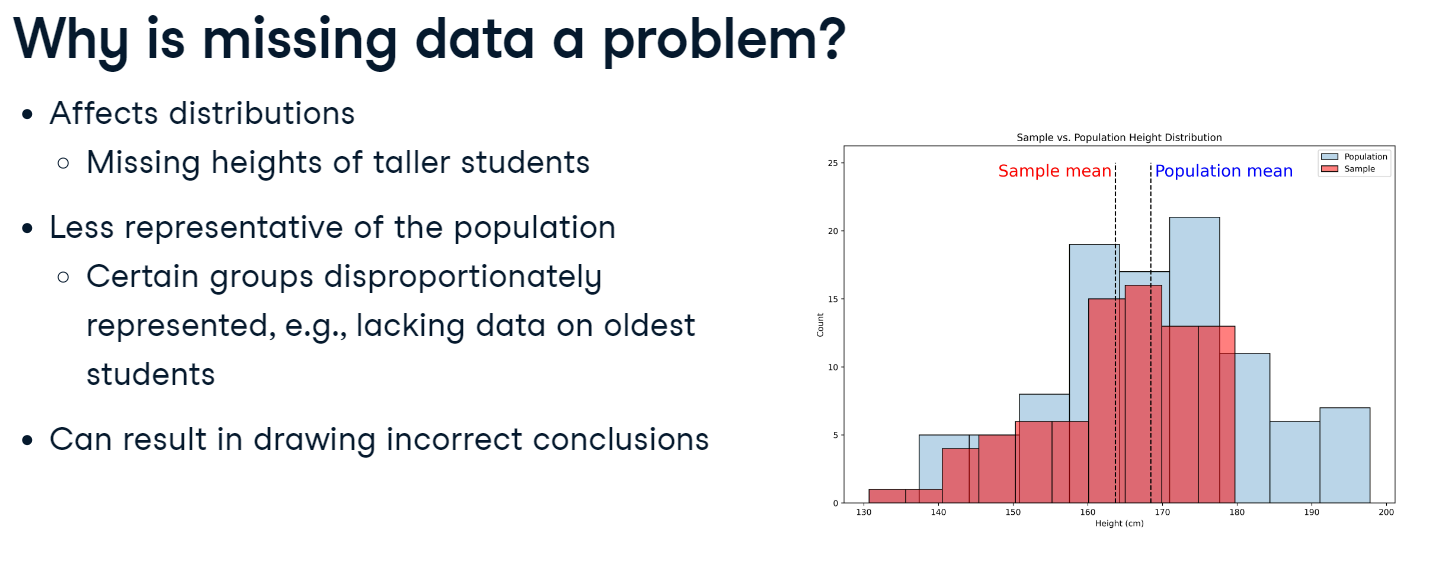 Why is missing data a problem?
• Affects distributions
○ Missing heights of taller students
• Less representative of the population
○ Certain groups disproportionately
represented, e.g., lacking data on oldest
students
• Can result in drawing incorrect conclusions
Sample vs. Population Height Distribution
Sample mean
Population mean
Population
Sample
Count
25
20
15
10
5
0
130 140 150 160 170 180 190 200
Height (cm)